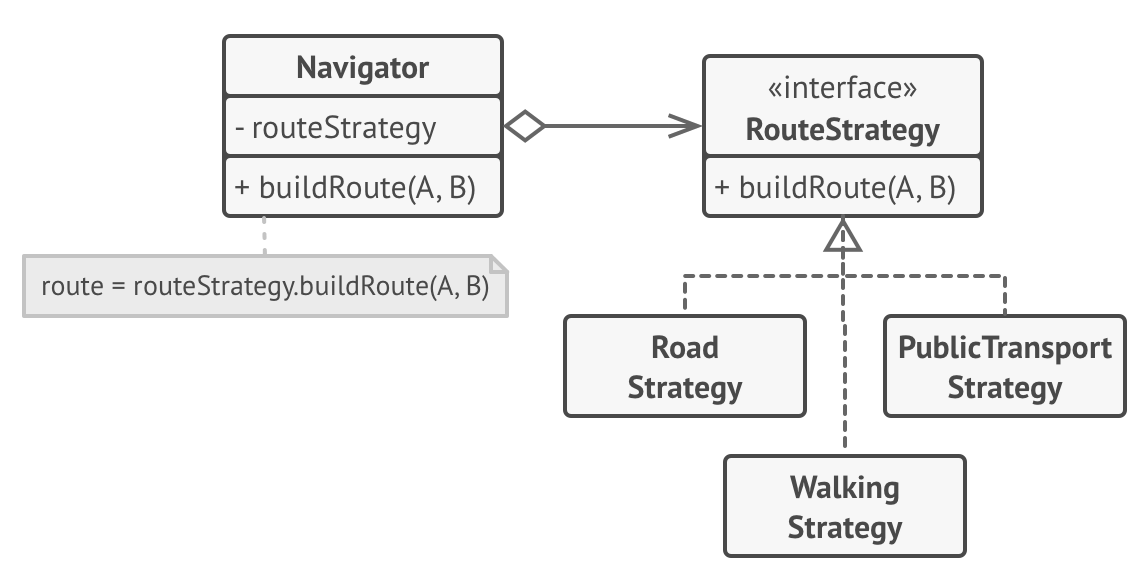 Navigator
- routeStrategy
+ buildRoute(A, B)
route = routeStrategy.buildRoute(A, B)
«interface»
RouteStrategy
+ buildRoute(A, B)
Road
Strategy
PublicTransport
Strategy
Walking
Strategy